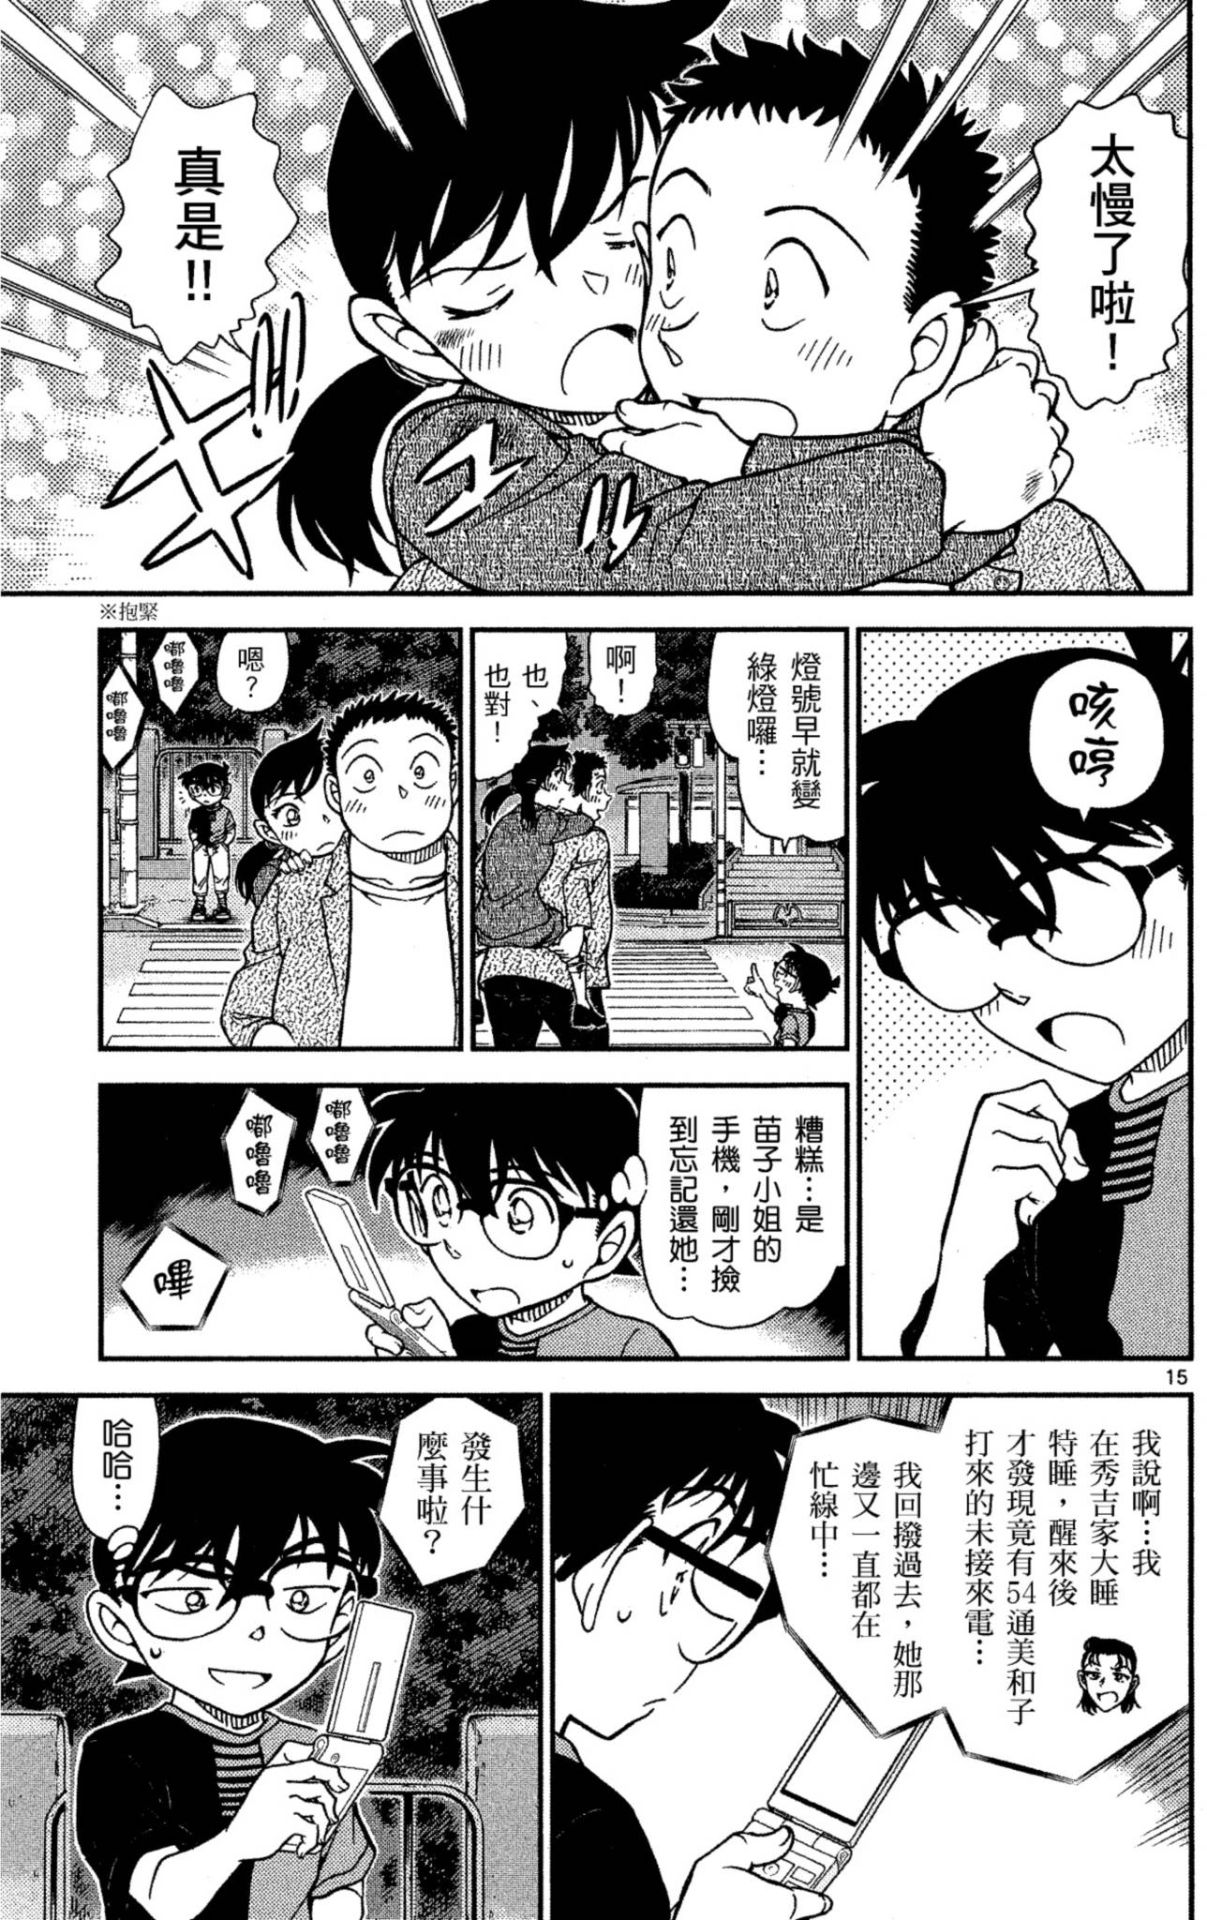 太慢了啦！
真是!!
ギュッ
※抱緊
咳哼
燈號早就變
綠燈囉…
啊！
也、
也對！
嗯？
嘟嚕嚕
嘟嚕嚕
糟糕…是
苗子小姐的
手機，剛才撿
到忘記還她…
嘟嚕嚕
嘟嚕嚕
嗶
15
我說啊…我
在秀吉家大睡
特睡，醒來後
才發現竟有54通美和子
打來的未接來電…
我回撥過去，她那
邊又一直都在
忙線中…
發生什
麼事啦？
哈哈…